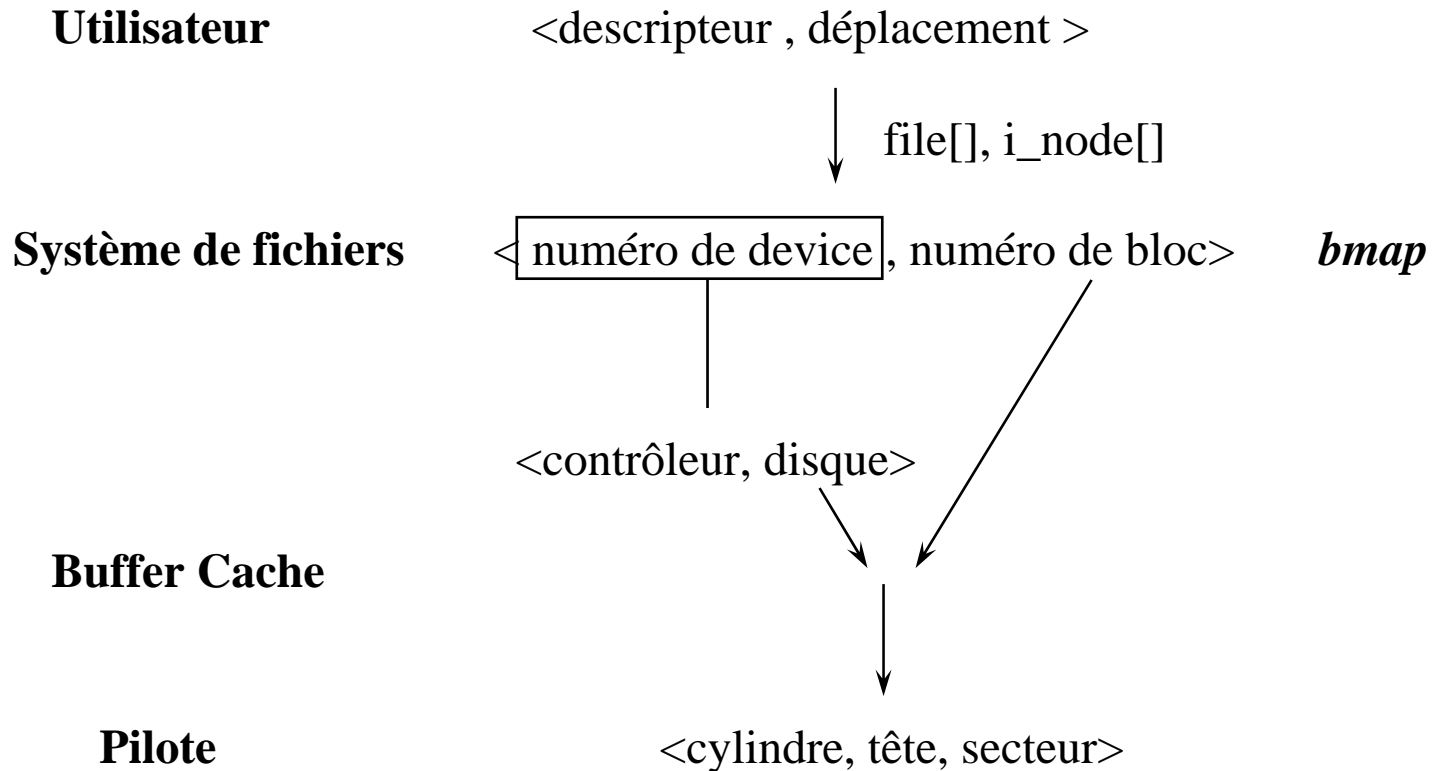 Utilisateur <descripteur , déplacement >
file[], i_node[]
Système de fichiers < numéro de device , numéro de bloc> bmap
<contrôleur, disque>
Buffer Cache
Pilote <cylindre, tête, secteur>